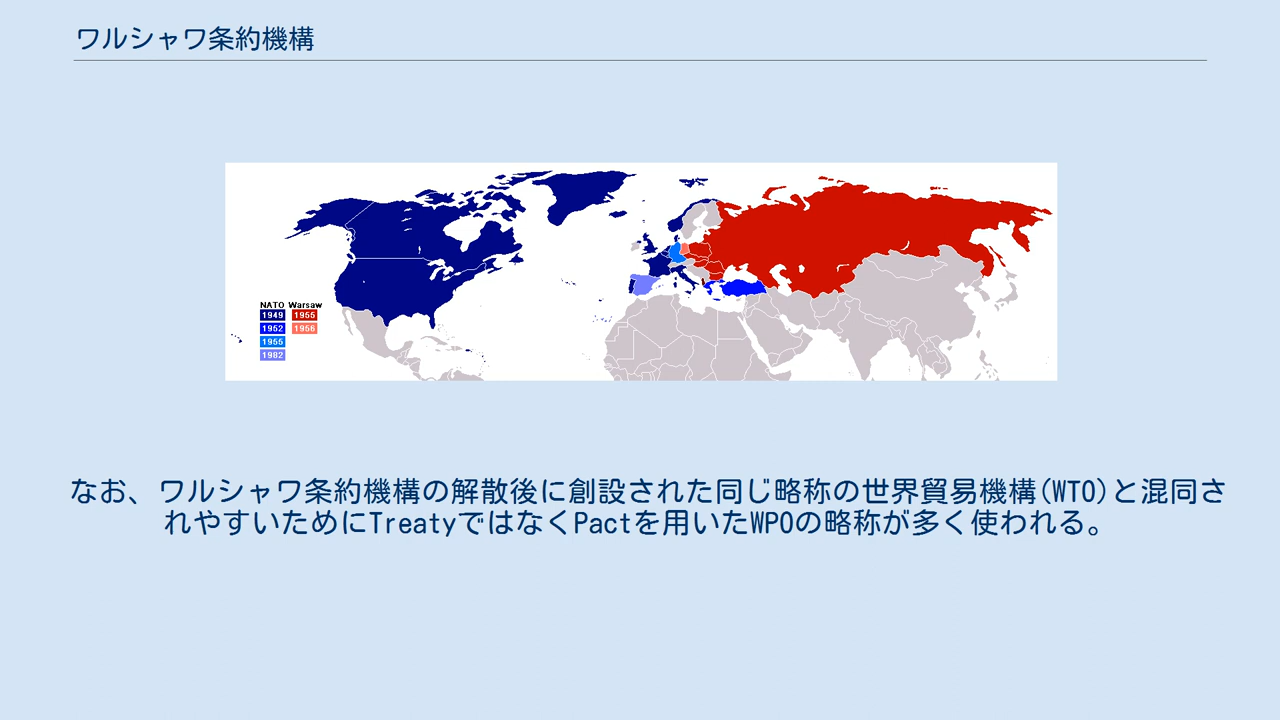 ワルシャワ条約機構
NATO Warsaw
1949 1955
1952 1956
1955
1982
なお、ワルシャワ条約機構の解散後に創設された同じ略称の世界貿易機構(WTO)と混同さ
れやすいためにTreatyではなくPactを用いたWPOの略称が多く使われる。